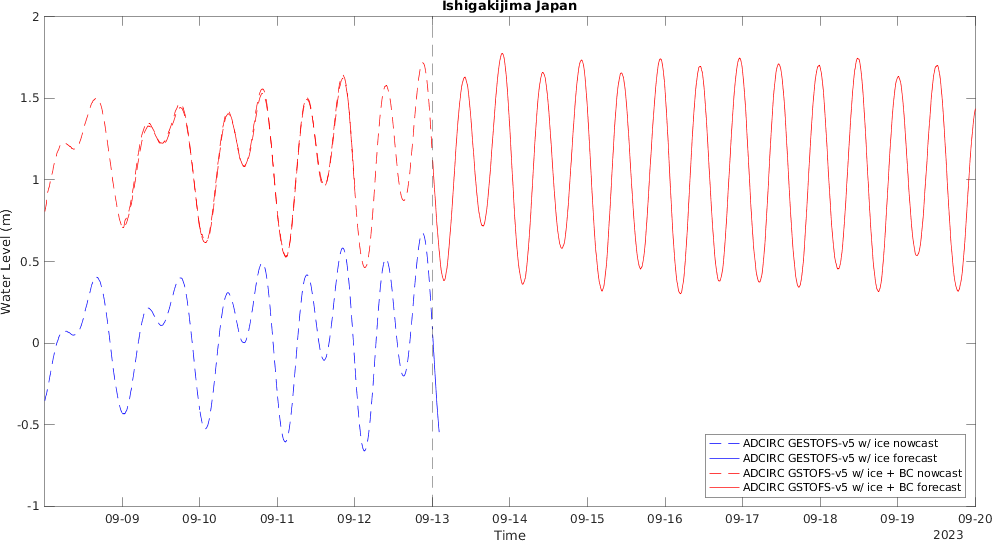 Ishigakijima Japan
2
1.5
1
0.5
0
-0.5
-1
Water Level (m)
09-09 09-10 09-11 09-12 09-13 09-14 09-15 09-16 09-17 09-18 09-19 09-20
Time
2023
ADCIRC GESTOFS-v5 w/ ice nowcast
ADCIRC GESTOFS-v5 w/ ice forecast
ADCIRC GSTOFS-v5 w/ ice + BC nowcast
ADCIRC GSTOFS-v5 w/ ice + BC forecast